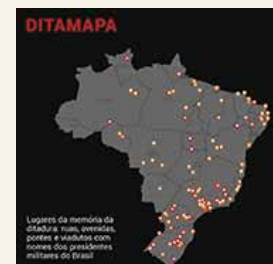 DITAMAPA
Lugares da memória da
ditadura: ruas, avenidas,
pontes e viadutos com
nomes dos presidentes
militares do Brasil